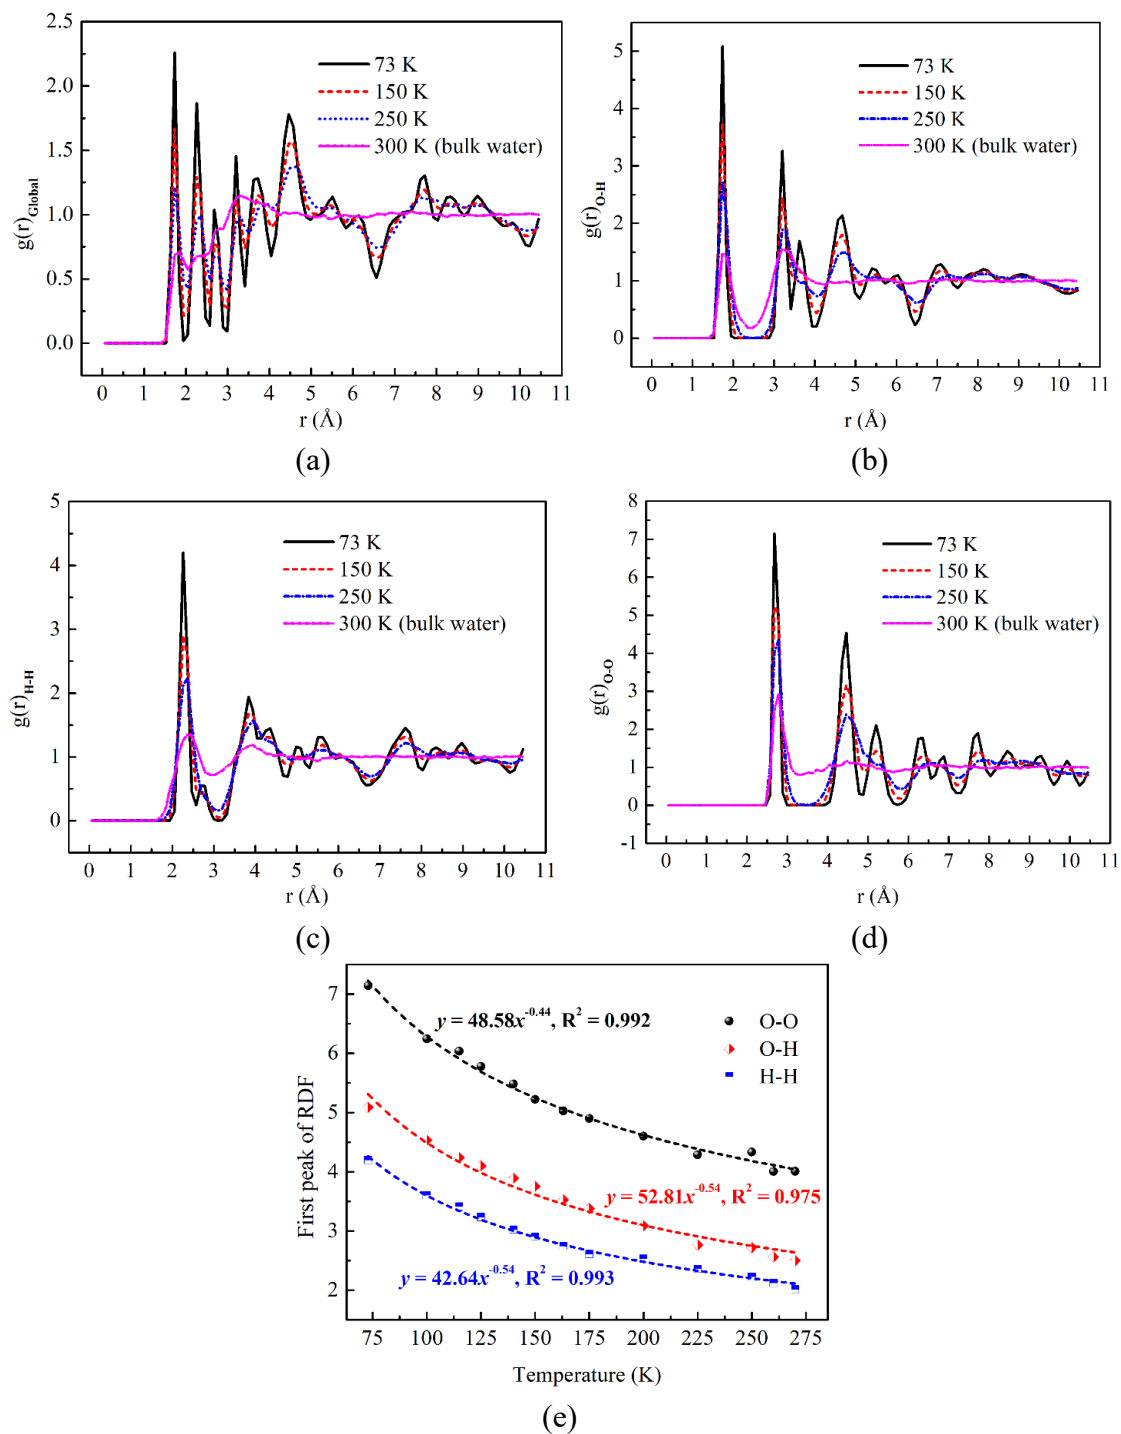 2.5
2.0
1.5
1.0
0.5
0.0
g(r)Global
73 K
150 K
250 K
300 K (bulk water)
0 1 2 3 4 5 6 7 8 9 10 11
r (Å)
(a)
5
4
3
2
1
0
g(r)O-H
73 K
150 K
250 K
300 K (bulk water)
0 1 2 3 4 5 6 7 8 9 10 11
r (Å)
(b)
5
4
3
2
1
0
g(r)H-H
73 K
150 K
250 K
300 K (bulk water)
0 1 2 3 4 5 6 7 8 9 10 11
r (Å)
(c)
8
7
6
5
4
3
2
1
0
-1
g(r)O-O
73 K
150 K
250 K
300 K (bulk water)
0 1 2 3 4 5 6 7 8 9 10 11
r (Å)
(d)
7
6
5
4
3
2
First peak of RDF
y = 48.58x^-0.44, R² = 0.992
O-O
O-H
H-H
y = 52.81x^-0.54, R² = 0.975
y = 42.64x^-0.54, R² = 0.993
75 100 125 150 175 200 225 250 275
Temperature (K)
(e)